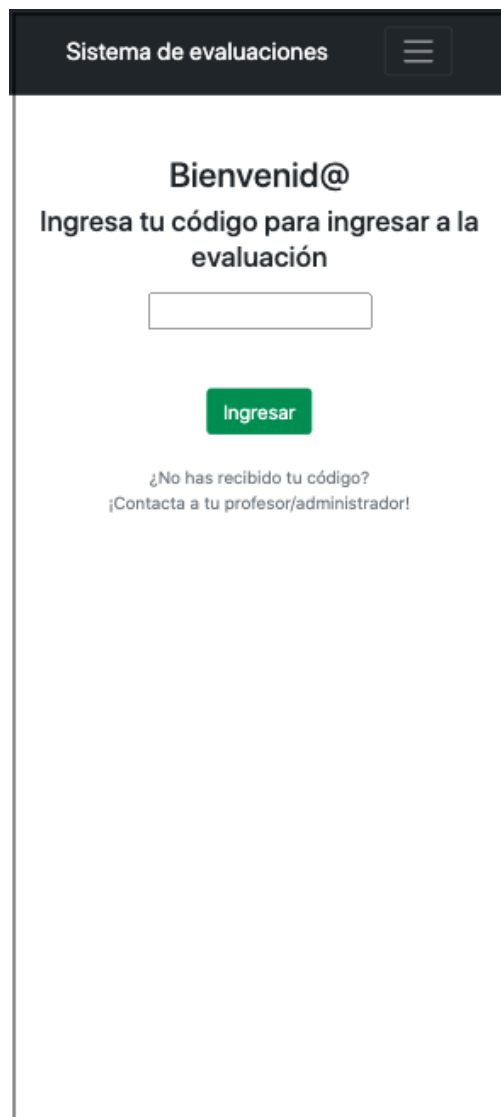 Sistema de evaluaciones
Bienvenid@
Ingresa tu código para ingresar a la
evaluación
Ingresar
¿No has recibido tu código?
¡Contacta a tu profesor/administrador!